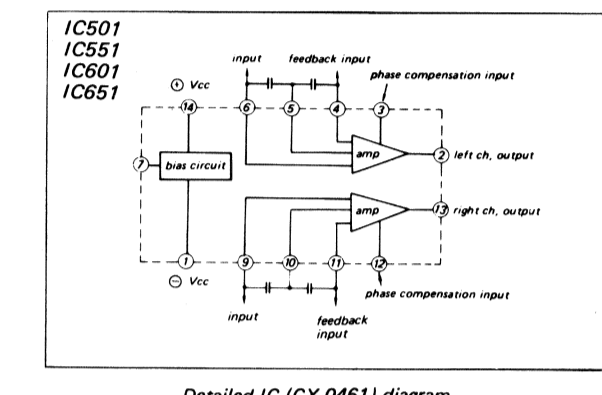 IC501
IC551
IC601
IC651
input feedback input
⊕ Vcc phase compensation input
14 6 5 4 3
7 bias circuit amp 2 left ch, output
amp 13 right ch, output
1 9 10 11 12
⊖ Vcc phase compensation input
input feedback
input
Detailed IC (CX-0461) diagram